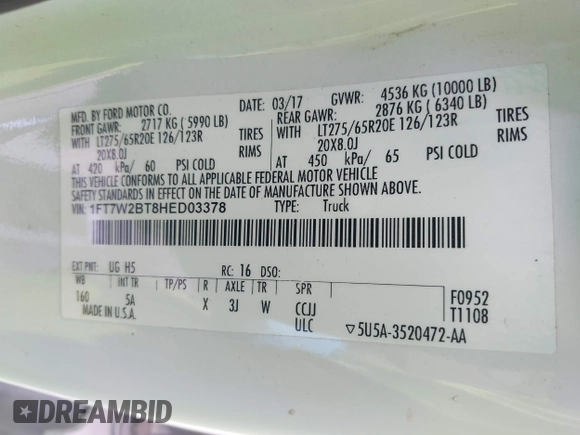 MFD. BY FORD MOTOR CO.
03/17 GVWR: 4536 KG (10000 LB)
FRONT GAWR: 2717 KG ( 5990 LB)
REAR GAWR: 2876 KG ( 6340 LB)
WITH LT275/65R20E 126/123R TIRES
WITH LT275/65R20E 126/123R TIRES
20X8.0J RIMS
20X8.0J RIMS
AT 420 kPa/ 60 PSI COLD
AT 450 kPa/ 65 PSI COLD
THIS VEHICLE CONFORMS TO ALL APPLICABLE FEDERAL MOTOR VEHICLE
SAFETY STANDARDS IN EFFECT ON THE DATE OF MANUFACTURE SHOWN ABOVE.
VIN: 1FT7W2BT8HED03378 TYPE: Truck
EXT PNT: UG H5 RC: 16 DSO:
WB INT TR TP/PS R AXLE TR SPR
160 5A X 3J W CCJJ
MADE IN U.S.A. ULC
F0952
T1108
▽5U5A-3520472-AA
DREAMBID